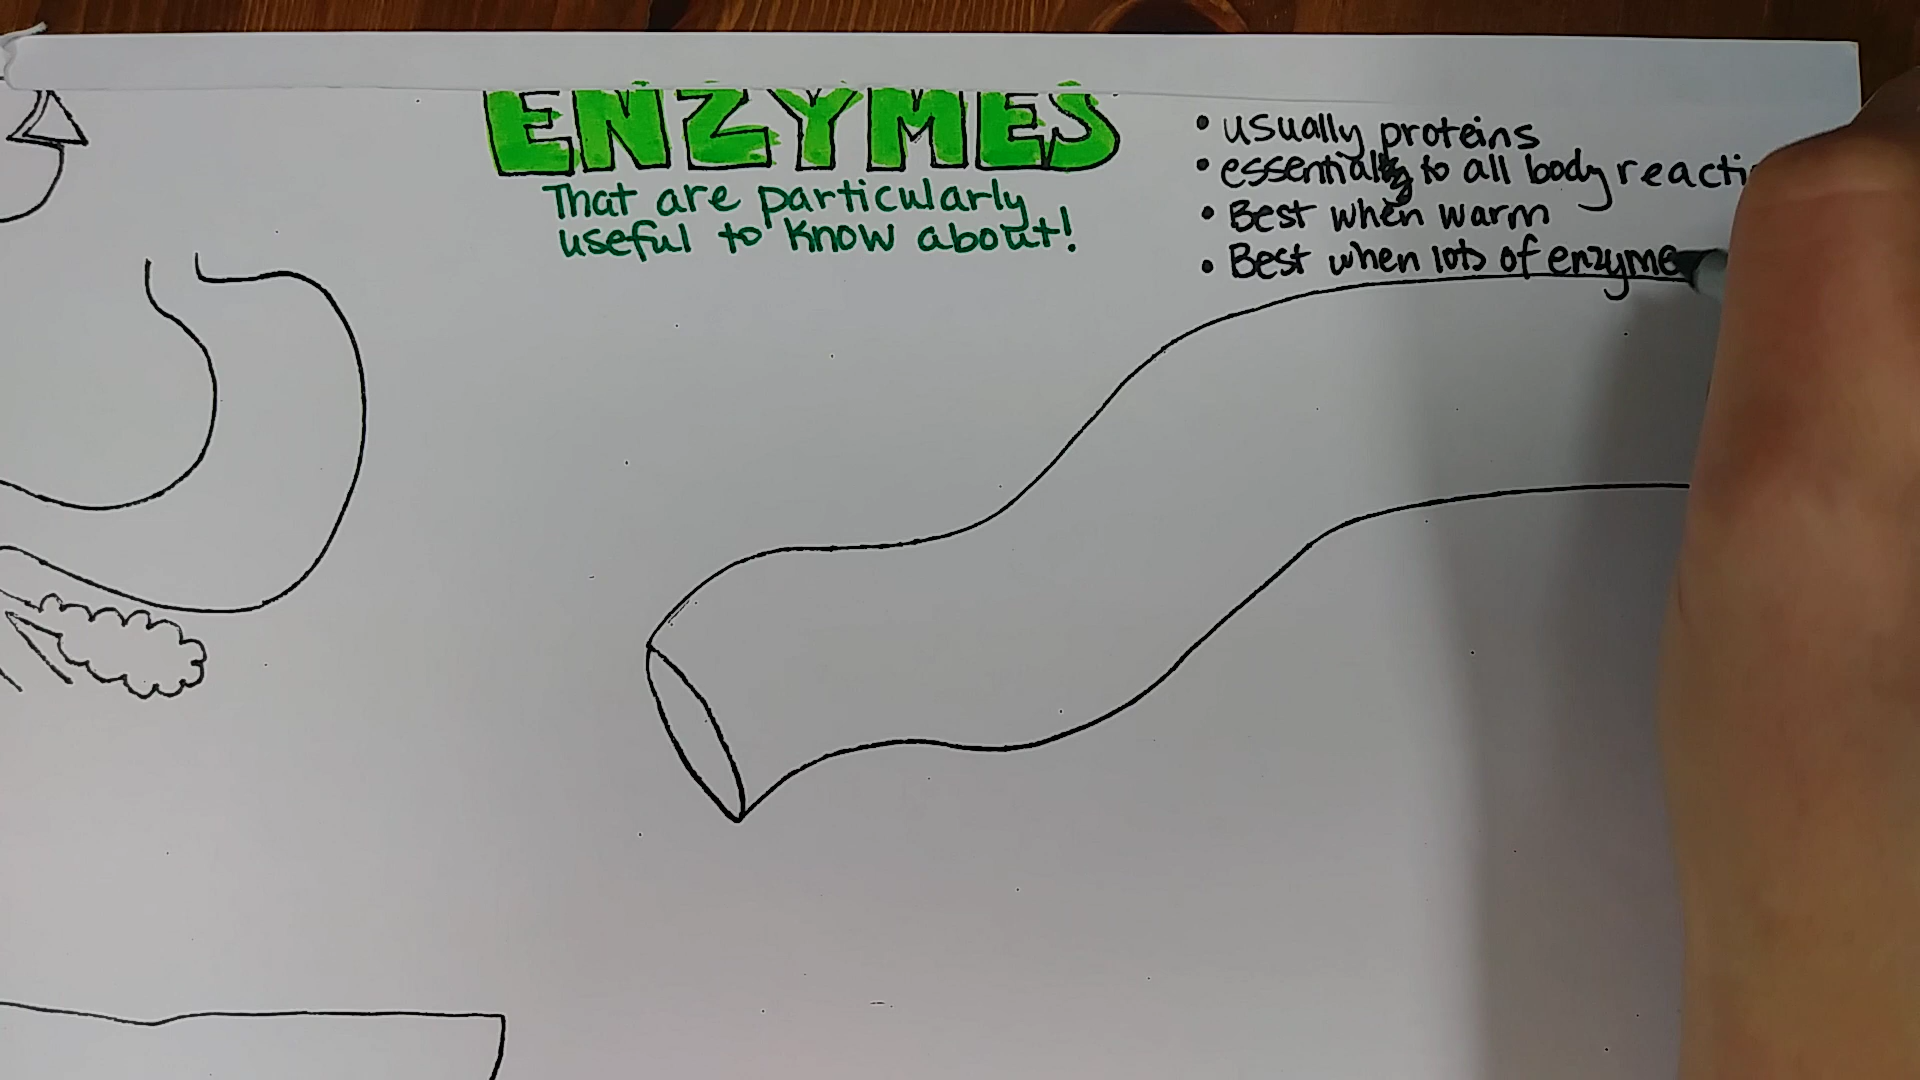 ENZYMES
That are particularly
useful to know about!
• usually proteins
• essential to all body reacti
• Best when warm
• Best when lots of enzyme